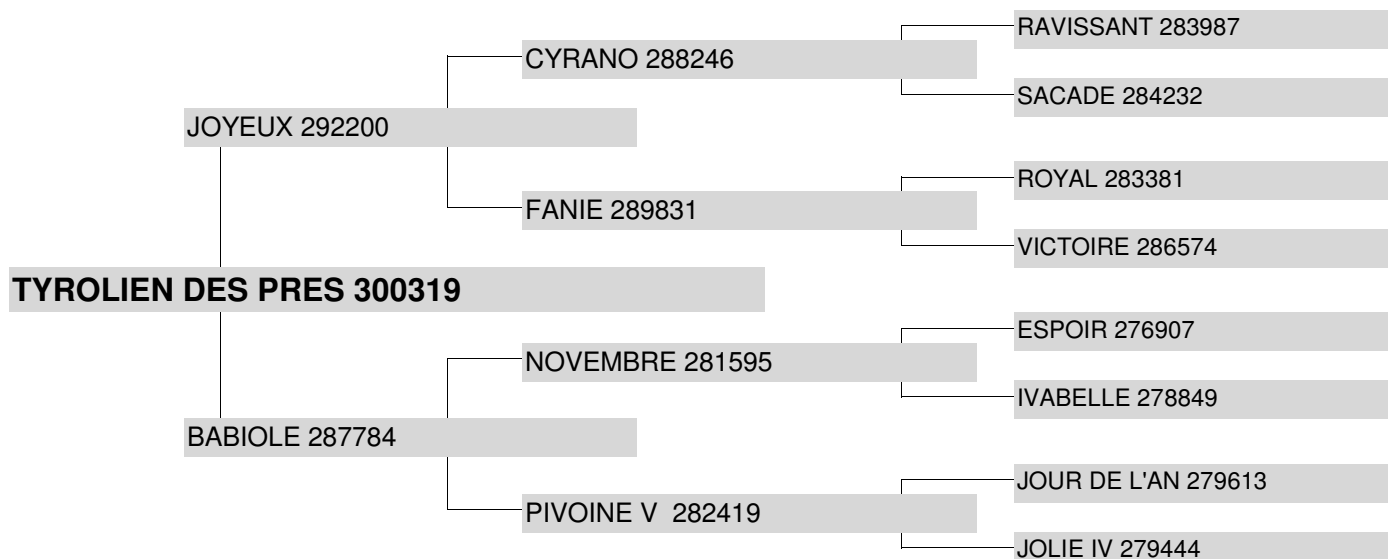 RAVISSANT 283987
CYRANO 288246
SACADE 284232
JOYEUX 292200
ROYAL 283381
FANIE 289831
VICTOIRE 286574
TYROLIEN DES PRES 300319
ESPOIR 276907
NOVEMBRE 281595
IVABELLE 278849
BABIOLE 287784
JOUR DE L'AN 279613
PIVOINE V  282419
JOLIE IV 279444